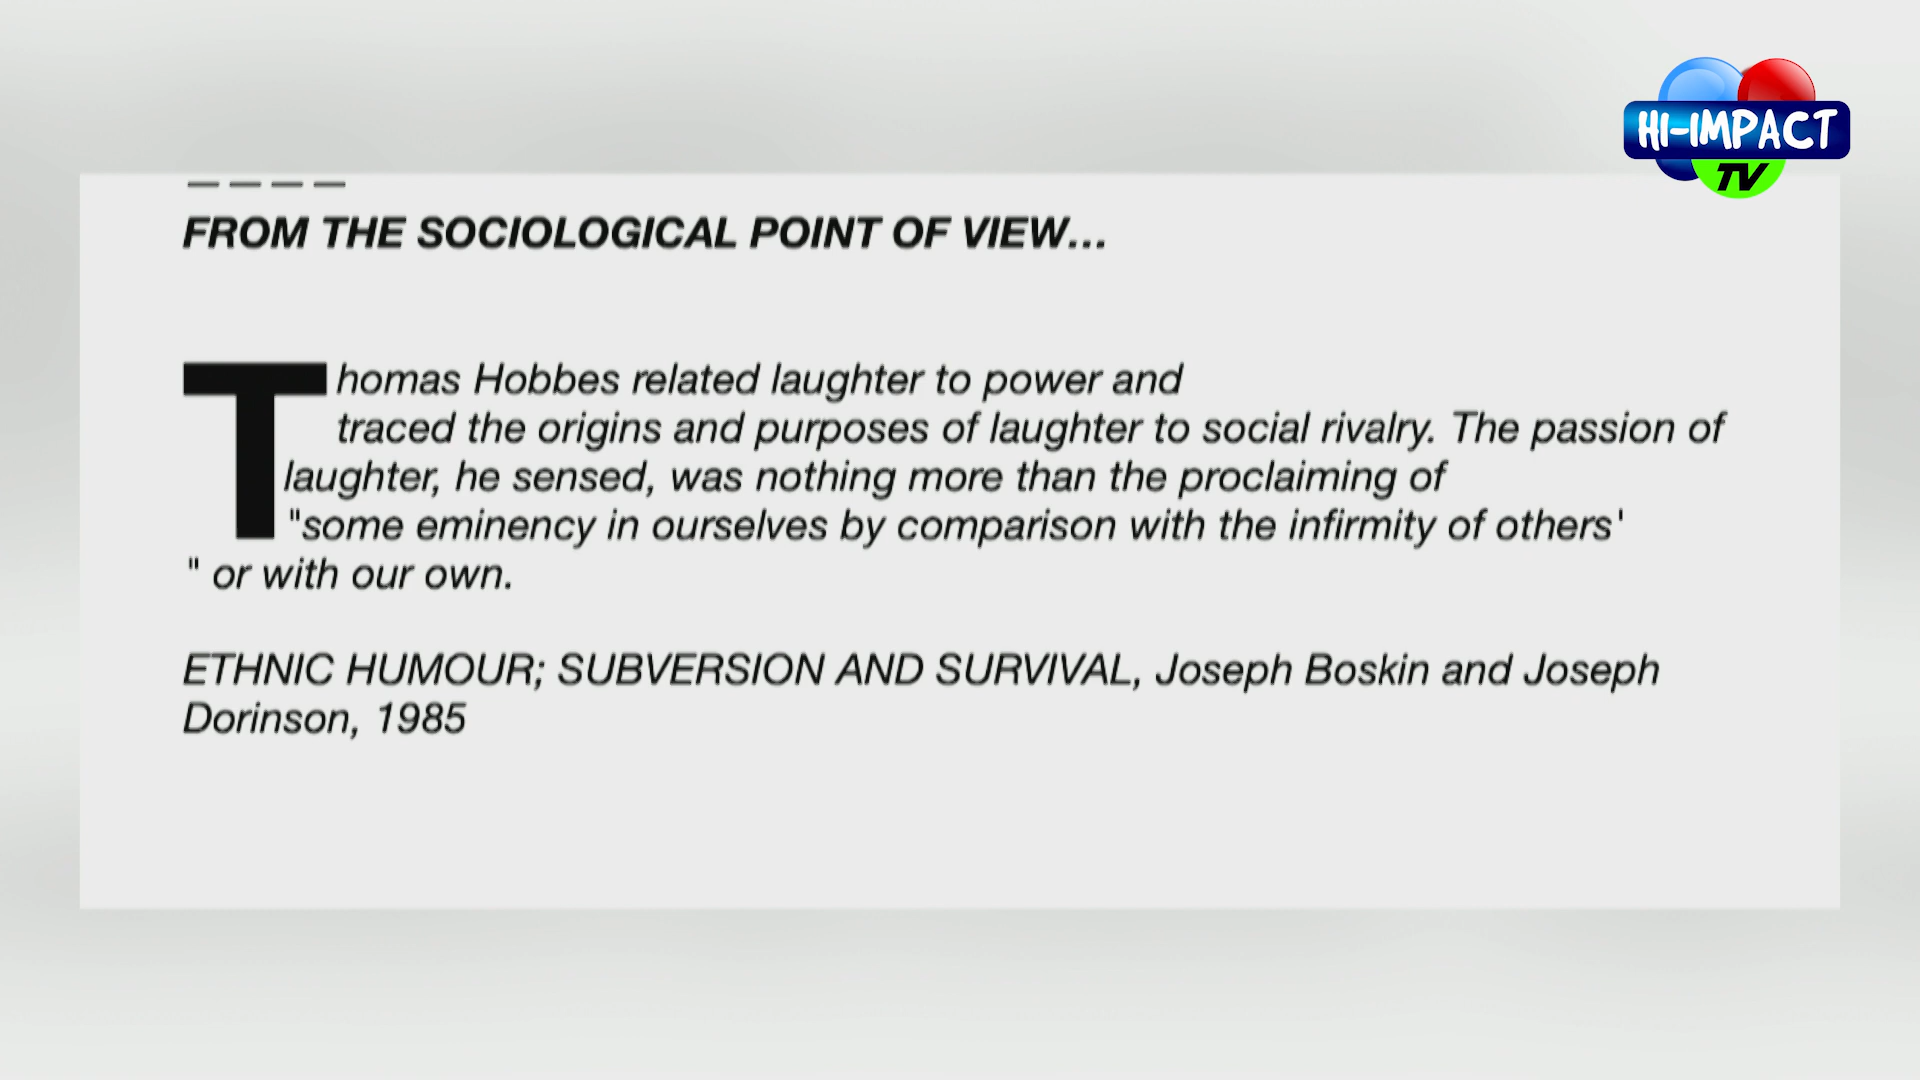 HI-IMPACT
TV
FROM THE SOCIOLOGICAL POINT OF VIEW...
Thomas Hobbes related laughter to power and
traced the origins and purposes of laughter to social rivalry. The passion of
laughter, he sensed, was nothing more than the proclaiming of
"some eminency in ourselves by comparison with the infirmity of others'
" or with our own.
ETHNIC HUMOUR; SUBVERSION AND SURVIVAL, Joseph Boskin and Joseph
Dorinson, 1985